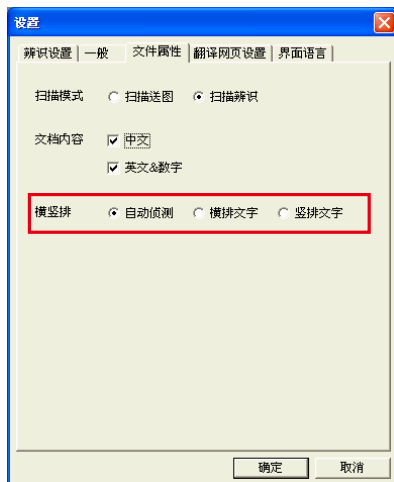 设置
辨识设置 一般 文件属性 翻译网页设置 界面语言
扫描模式 扫描送图 扫描辨识
文档内容 中文
英文&数字
横竖排 自动侦测 横排文字 竖排文字
确定 取消